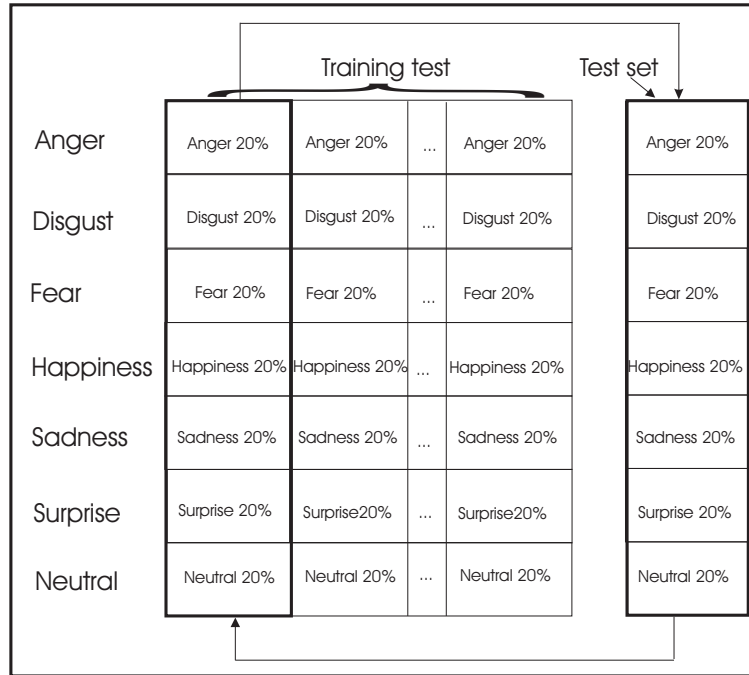 Training test Test set
Anger Anger 20% Anger 20% ... Anger 20% Anger 20%
Disgust Disgust 20% Disgust 20% ... Disgust 20% Disgust 20%
Fear Fear 20% Fear 20% ... Fear 20% Fear 20%
Happiness Happiness 20% Happiness 20% ... Happiness 20% Happiness 20%
Sadness Sadness 20% Sadness 20% ... Sadness 20% Sadness 20%
Surprise Surprise 20% Surprise20% ... Surprise20% Surprise 20%
Neutral Neutral 20% Neutral 20% ... Neutral 20% Neutral 20%